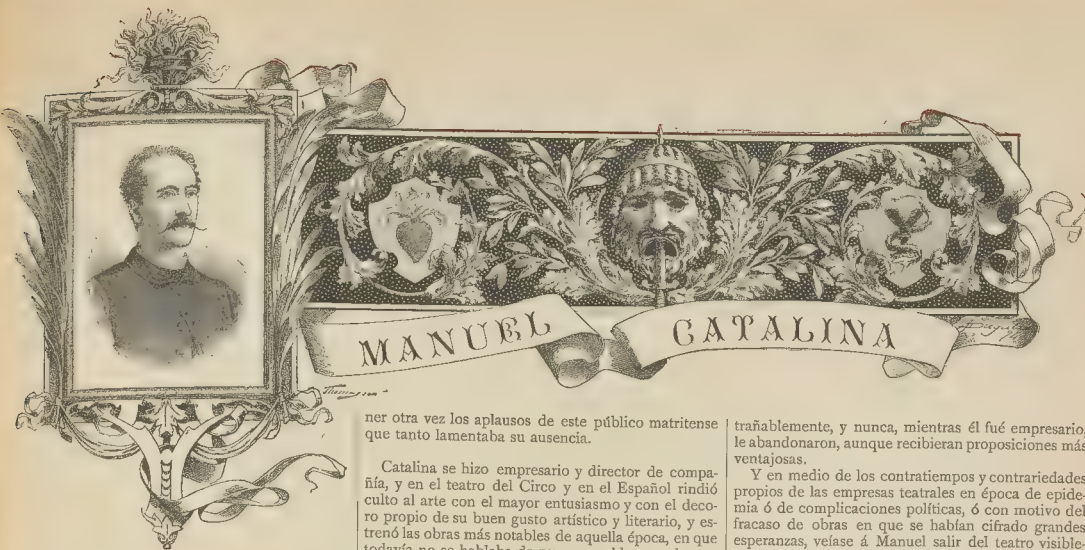 MANUEL CATALINA
ner otra vez los aplausos de este público matritense
que tanto lamentaba su ausencia.
Catalina se hizo empresario y director de compa-
ñía, y en el teatro del Circo y en el Español rindió
culto al arte con el mayor entusiasmo y con el deco-
ro propio de su buen gusto artístico y literario, y es-
trenó las obras más notables de aquella época, en que
trañablemente, y nunca, mientras él fué empresario,
le abandonaron, aunque recibieran proposiciones más
ventajosas.
Y en medio de los contratiempos y contrariedades
propios de las empresas teatrales en época de epide-
mia ó de complicaciones políticas, ó con motivo del
fracaso de obras en que se habían cifrado grandes
esperanzas, veíase á Manuel salir del teatro visible-